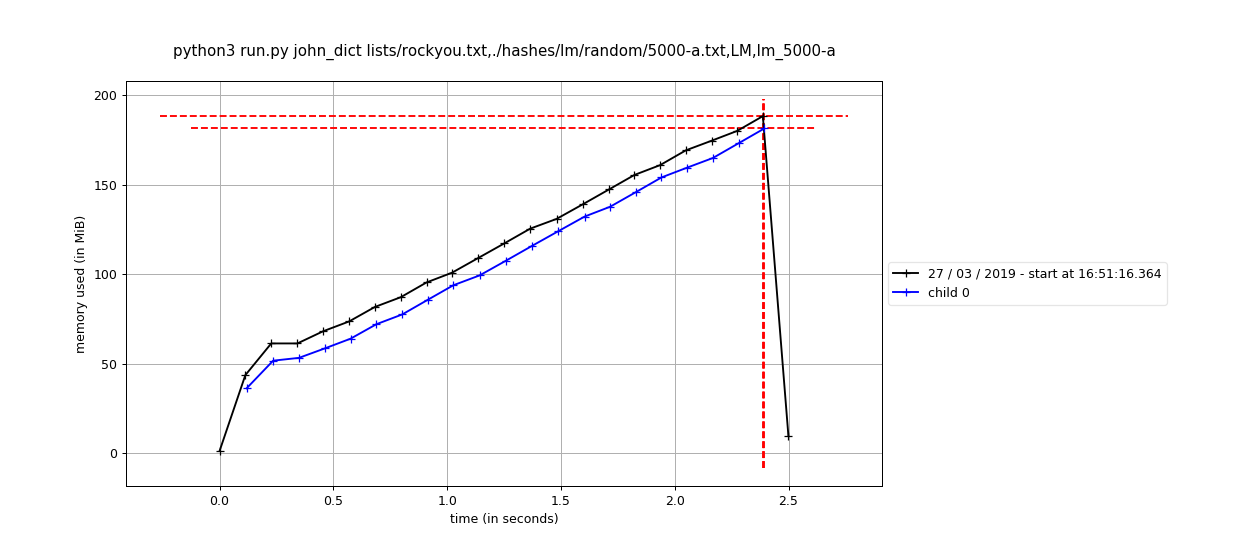 python3 run.py john_dict lists/rockyou.txt,./hashes/lm/random/5000-a.txt,LM,lm_5000-a
200
150
100
50
0
memory used (in MiB)
0.0 0.5 1.0 1.5 2.0 2.5
time (in seconds)
27 / 03 / 2019 - start at 16:51:16.364
child 0